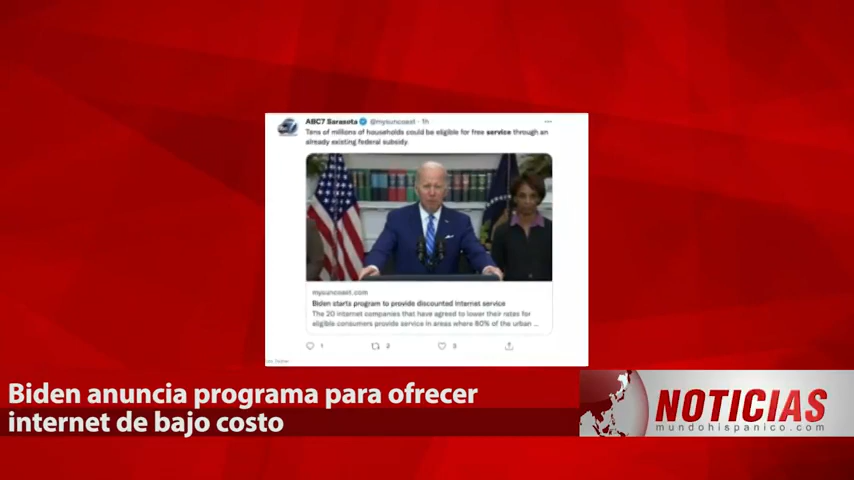 ABC7 Sarasota @mysuncoast · 1h
Tens of millions of households could be eligible for free service through an
already existing federal subsidy.
mysuncoast.com
Biden starts program to provide discounted internet service
The 20 internet companies that have agreed to lower their rates for
eligible consumers provide service in areas where 80% of the urban ...
1 2 3
Biden anuncia programa para ofrecer
internet de bajo costo
NOTICIAS
mundohispanico.com